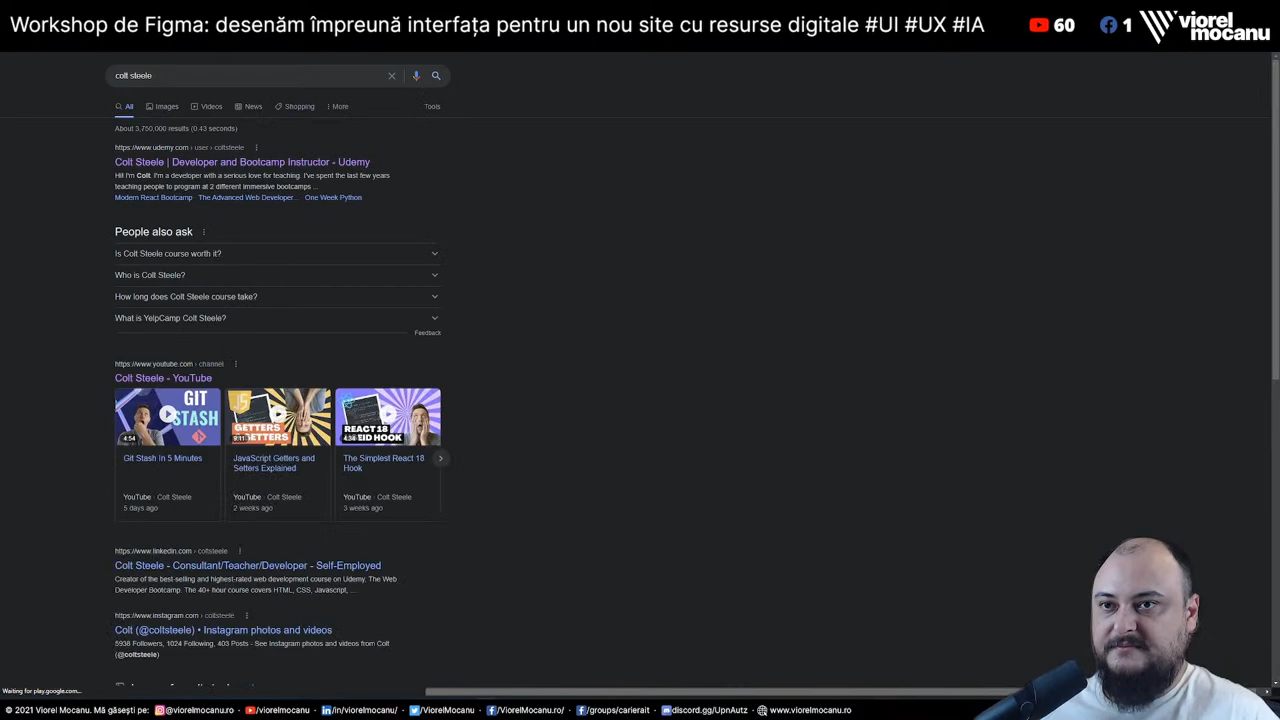 Workshop de Figma: desenăm împreună interfața pentru un nou site cu resurse digitale #UI #UX #IA
60
1
viorel mocanu
colt steele
All Images Videos News Shopping More Tools
About 3,750,000 results (0.43 seconds)
https://www.udemy.com › user › coltsteele
Colt Steele | Developer and Bootcamp Instructor - Udemy
Hi! I'm Colt. I'm a developer with a serious love for teaching. I've spent the last few years
teaching people to program at 2 different immersive bootcamps ...
Modern React Bootcamp · The Advanced Web Developer... · One Week Python
People also ask
Is Colt Steele course worth it?
Who is Colt Steele?
How long does Colt Steele course take?
What is YelpCamp Colt Steele?
Feedback
https://www.youtube.com › channel
Colt Steele - YouTube
GIT STASH
4:54
JS
GETTERS
SETTERS
9:11
REACT 18
HOOK
4:38
Git Stash In 5 Minutes
JavaScript Getters and
Setters Explained
The Simplest React 18
Hook
YouTube · Colt Steele
5 days ago
YouTube · Colt Steele
2 weeks ago
YouTube · Colt Steele
3 weeks ago
https://www.linkedin.com › coltsteele
Colt Steele - Consultant/Teacher/Developer - Self-Employed
Creator of the best-selling and highest-rated web development course on Udemy, The Web
Developer Bootcamp. The 40+ hour course covers HTML, CSS, Javascript, ...
https://www.instagram.com › coltsteele
Colt (@coltsteele) • Instagram photos and videos
5938 Followers, 1024 Following, 403 Posts - See Instagram photos and videos from Colt
(@coltsteele)
Waiting for play.google.com...
© 2021 Viorel Mocanu. Mă găsești pe: @viorelmocanu.ro /viorelmocanu /in/viorelmocanu/ /ViorelMocanu /ViorelMocanu.ro/ /groups/carierait discord.gg/UpnAutz www.viorelmocanu.ro